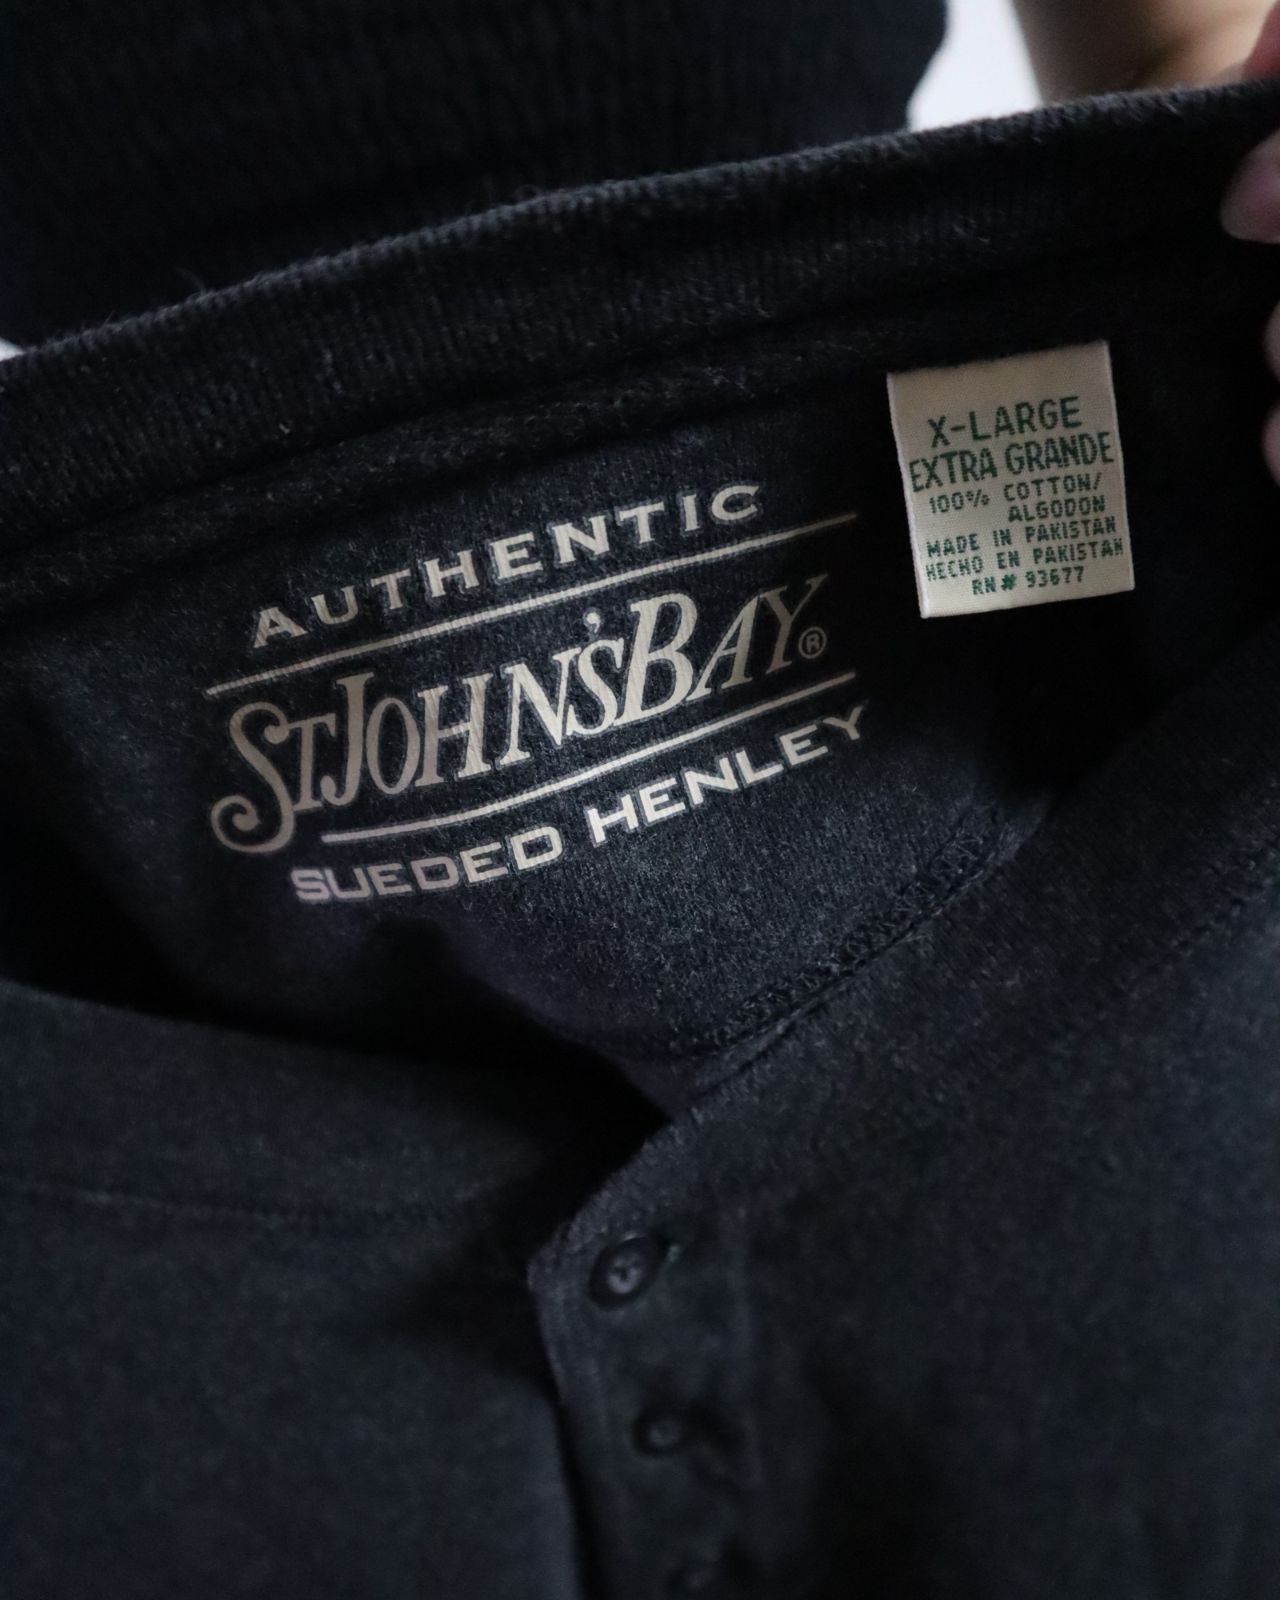 AUTHENTIC
ST JOHN'S BAY®
SUEDED HENLEY
X-LARGE
EXTRA GRANDE
100% COTTON/
ALGODON
MADE IN PAKISTAN
HECHO EN PAKISTAN
RN# 93677